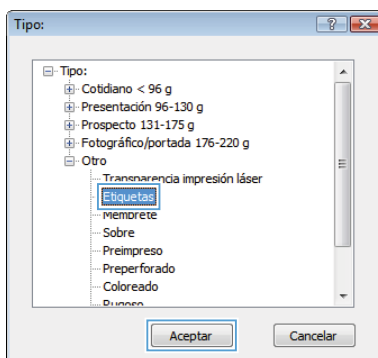 Tipo:
Tipo:
Cotidiano < 96 g
Presentación 96-130 g
Prospecto 131-175 g
Fotográfico/portada 176-220 g
Otro
Transparencia impresión láser
Etiquetas
Membrete
Sobre
Preimpreso
Preperforado
Coloreado
Rugoso
Aceptar
Cancelar